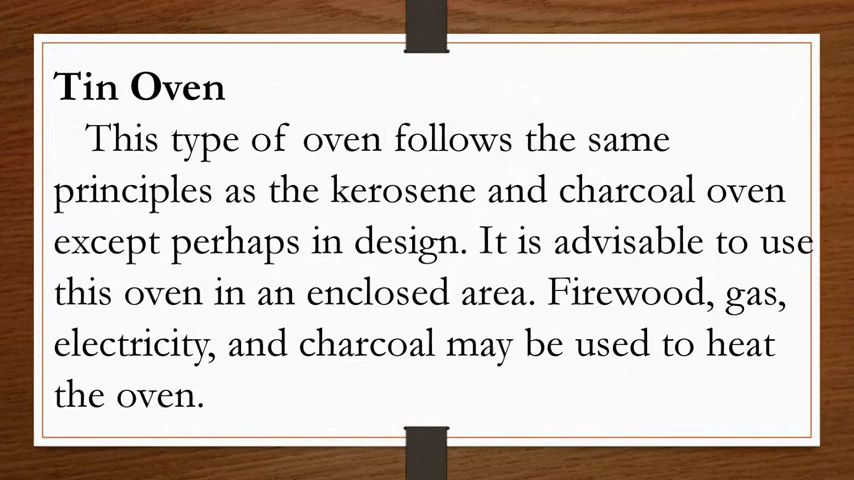 Tin Oven
This type of oven follows the same
principles as the kerosene and charcoal oven
except perhaps in design. It is advisable to use
this oven in an enclosed area. Firewood, gas,
electricity, and charcoal may be used to heat
the oven.